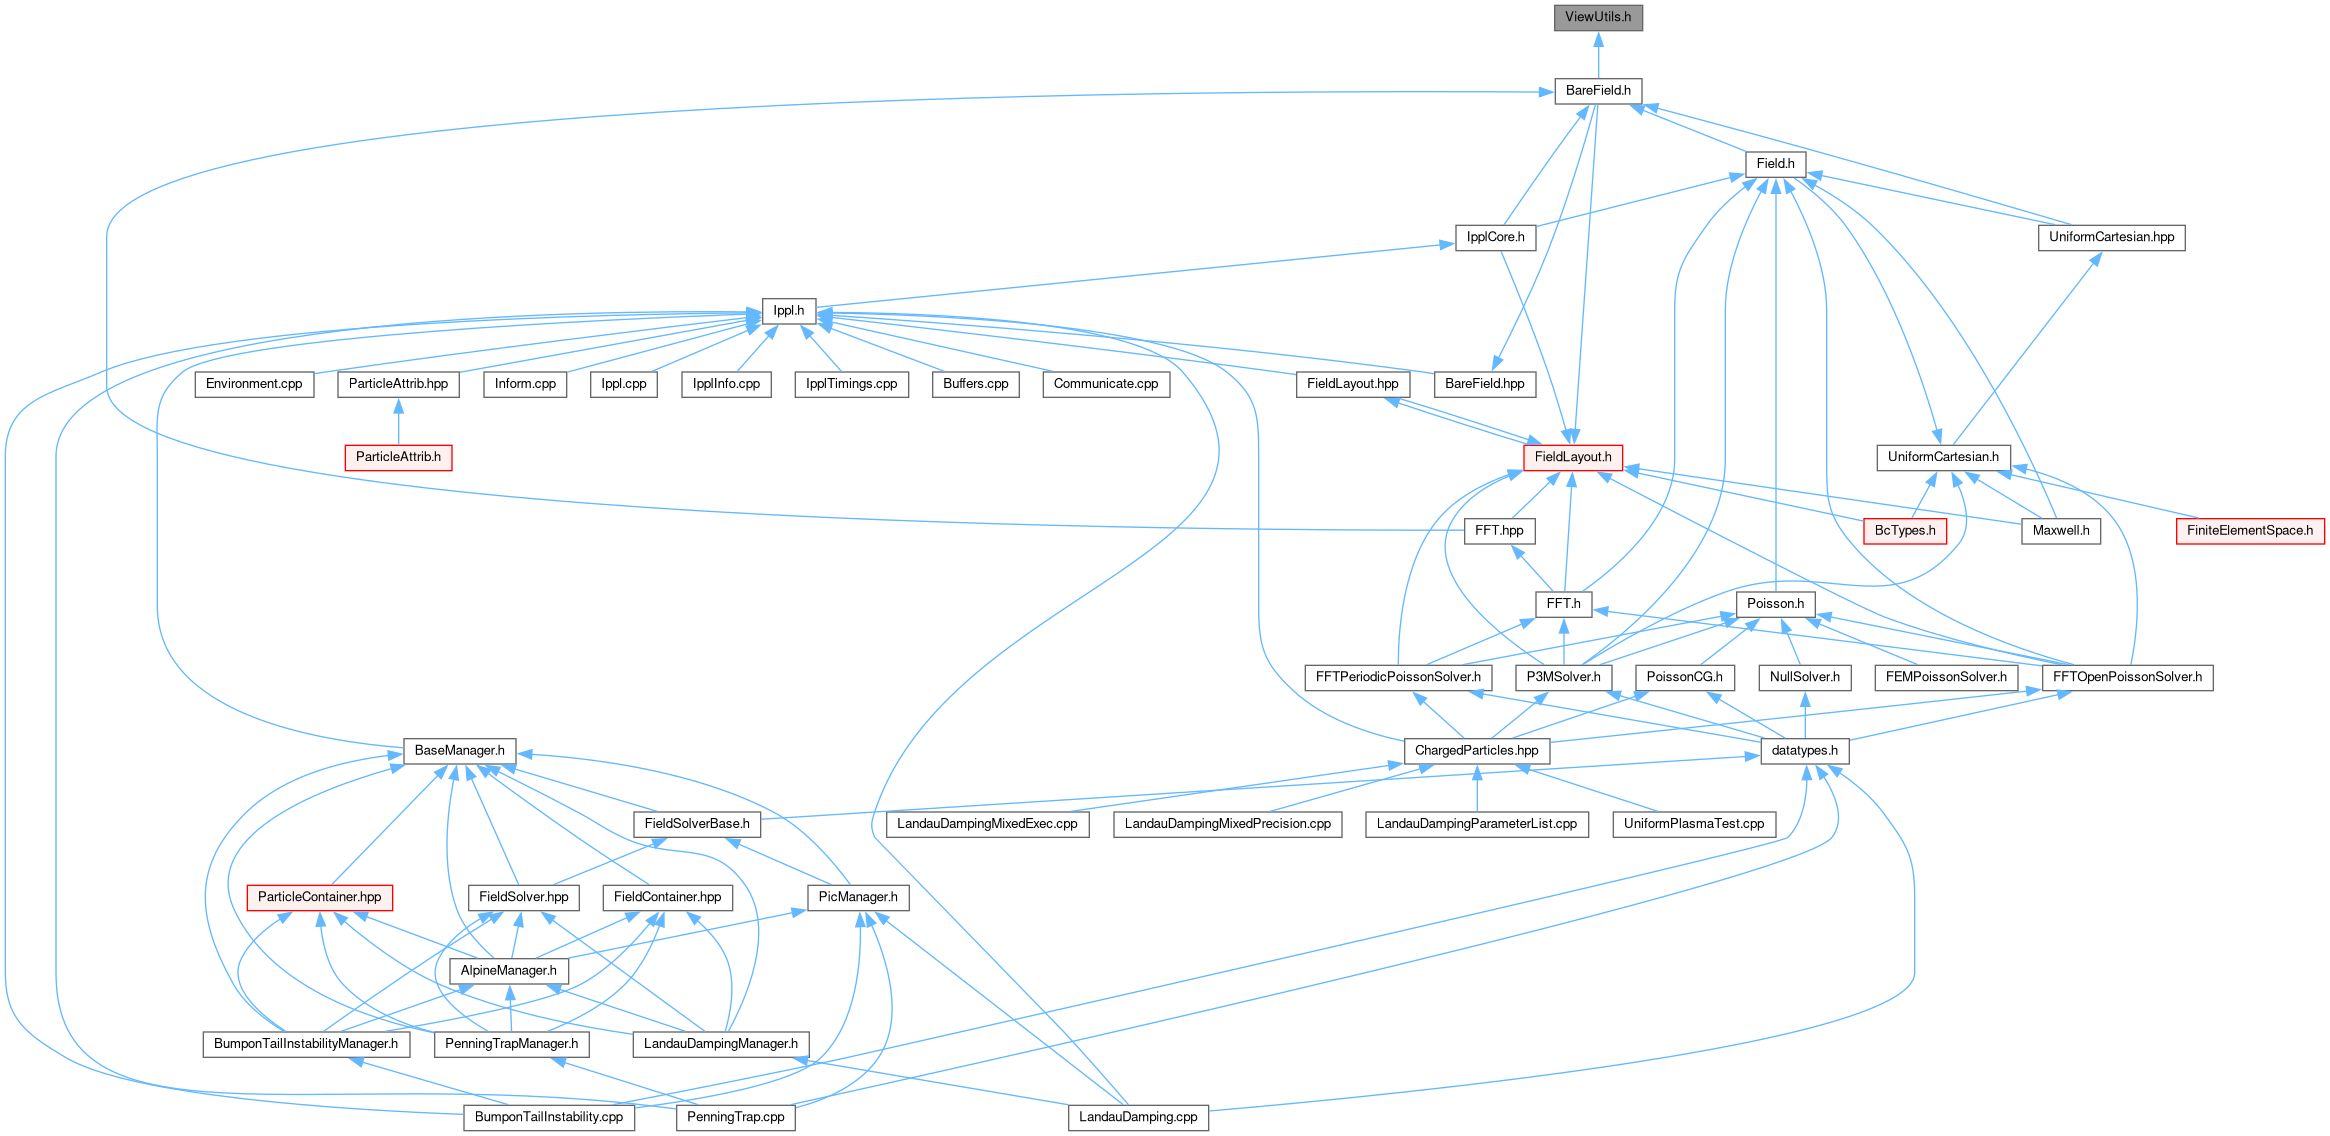 ViewUtils.h
BareField.h
Field.h
IpplCore.h
UniformCartesian.hpp
Ippl.h
Environment.cpp
ParticleAttrib.hpp
Inform.cpp
Ippl.cpp
IpplInfo.cpp
IpplTimings.cpp
Buffers.cpp
Communicate.cpp
FieldLayout.hpp
BareField.hpp
ParticleAttrib.h
FieldLayout.h
UniformCartesian.h
FFT.hpp
BcTypes.h
Maxwell.h
FiniteElementSpace.h
FFT.h
Poisson.h
FFTPeriodicPoissonSolver.h
P3MSolver.h
PoissonCG.h
NullSolver.h
FEMPoissonSolver.h
FFTOpenPoissonSolver.h
BaseManager.h
ChargedParticles.hpp
datatypes.h
FieldSolverBase.h
LandauDampingMixedExec.cpp
LandauDampingMixedPrecision.cpp
LandauDampingParameterList.cpp
UniformPlasmaTest.cpp
ParticleContainer.hpp
FieldSolver.hpp
FieldContainer.hpp
PicManager.h
AlpineManager.h
BumponTailInstabilityManager.h
PenningTrapManager.h
LandauDampingManager.h
BumponTailInstability.cpp
PenningTrap.cpp
LandauDamping.cpp